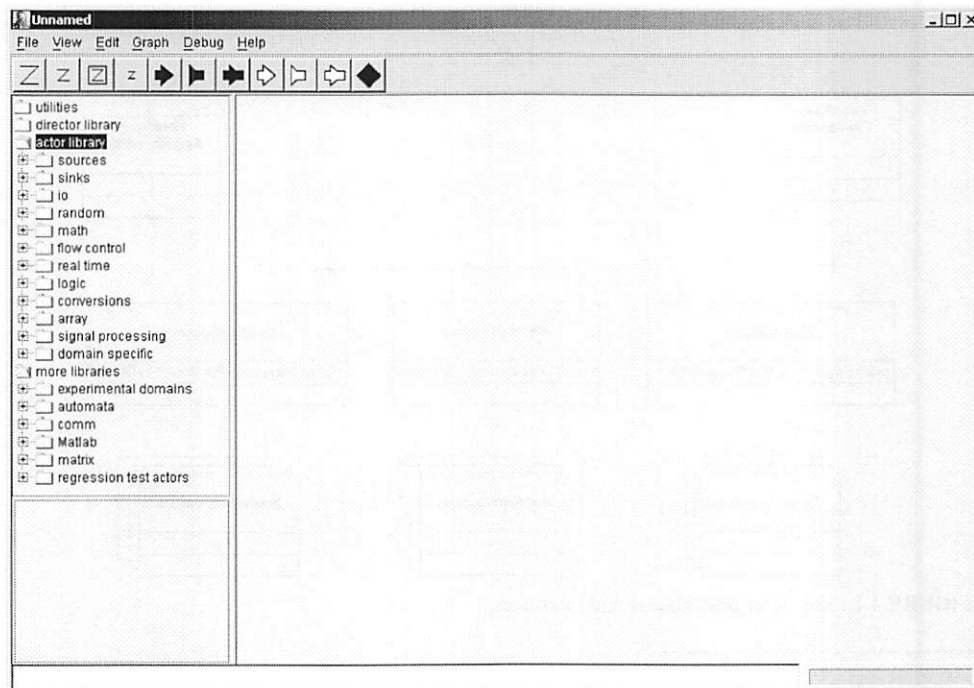 Unnamed
File View Edit Graph Debug Help
Z Z Z z
utilities
director library
actor library
sources
sinks
io
random
math
flow control
real time
logic
conversions
array
signal processing
domain specific
more libraries
experimental domains
automata
comm
Matlab
matrix
regression test actors